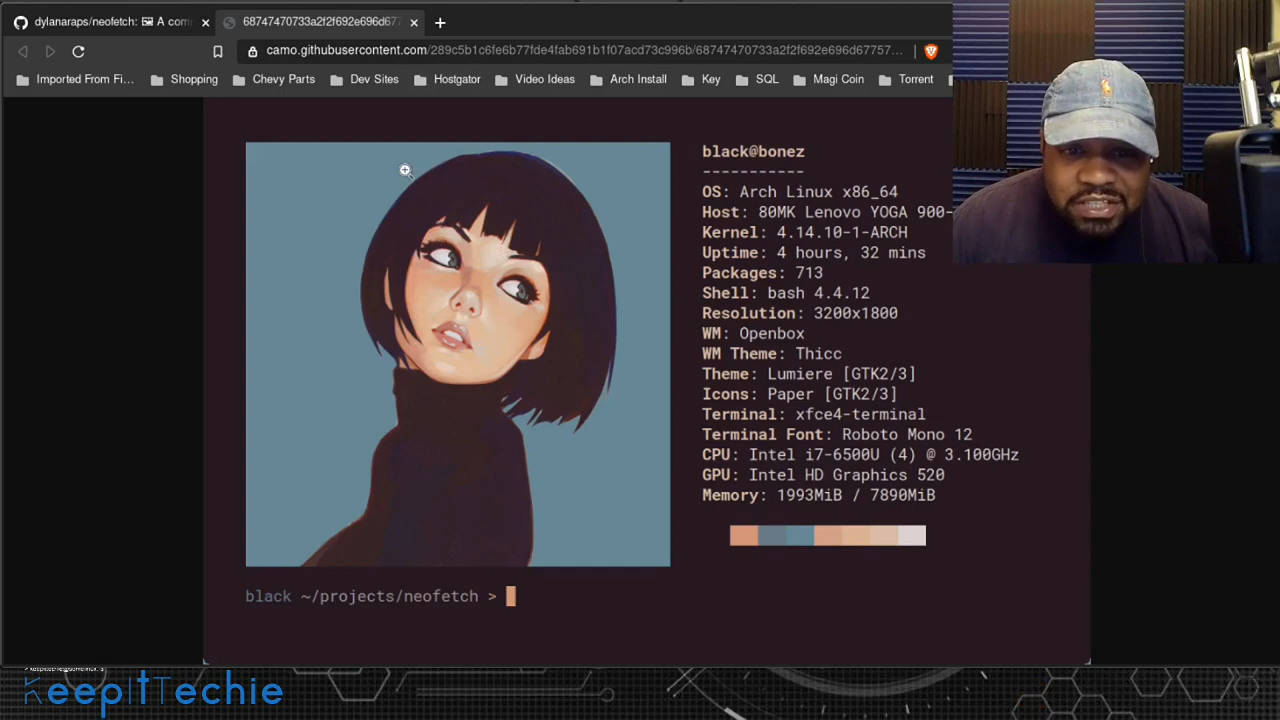 dylanaraps/neofetch: 🖼 A com
68747470733a2f2f692e696d677
camo.githubusercontent.com/289c5b1c6fe6b77fde4fab691b1f07acd73c996b/68747470733a2f2f692e696d67757...
Imported From Fi... Shopping Chevy Parts Dev Sites Hostgator Video Ideas Arch Install Key SQL Magi Coin Torrent
black@bonez
-----------
OS: Arch Linux x86_64
Host: 80MK Lenovo YOGA 900-
Kernel: 4.14.10-1-ARCH
Uptime: 4 hours, 32 mins
Packages: 713
Shell: bash 4.4.12
Resolution: 3200x1800
WM: Openbox
WM Theme: Thicc
Theme: Lumiere [GTK2/3]
Icons: Paper [GTK2/3]
Terminal: xfce4-terminal
Terminal Font: Roboto Mono 12
CPU: Intel i7-6500U (4) @ 3.100GHz
GPU: Intel HD Graphics 520
Memory: 1993MiB / 7890MiB
black ~/projects/neofetch >
KeepItTechie